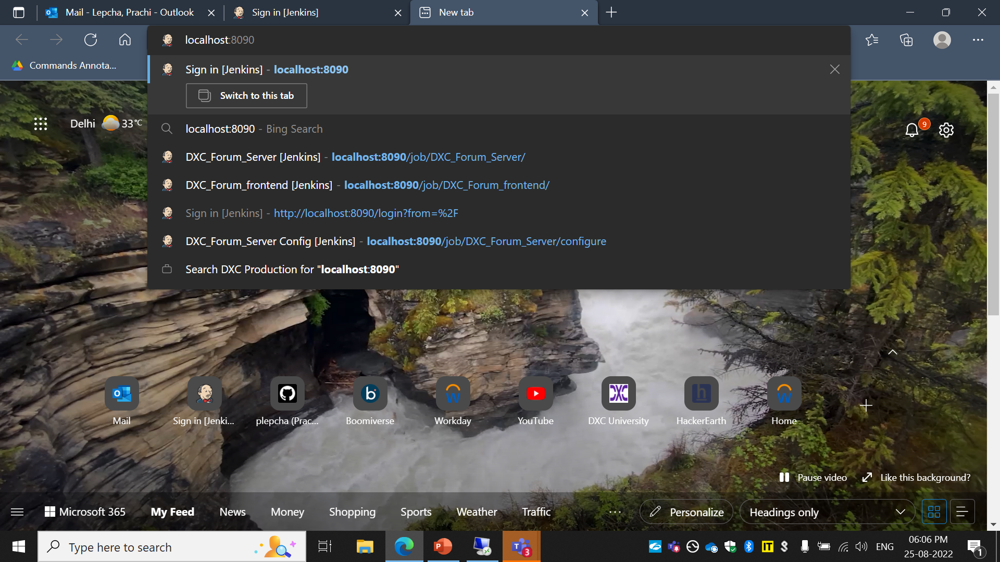 Mail - Lepcha, Prachi - Outlook
Sign in [Jenkins]
New tab
localhost:8090
Commands Annota...
Sign in [Jenkins] - localhost:8090
Switch to this tab
localhost:8090 - Bing Search
DXC_Forum_Server [Jenkins] - localhost:8090/job/DXC_Forum_Server/
DXC_Forum_frontend [Jenkins] - localhost:8090/job/DXC_Forum_frontend/
Sign in [Jenkins] - http://localhost:8090/login?from=%2F
DXC_Forum_Server Config [Jenkins] - localhost:8090/job/DXC_Forum_Server/configure
Search DXC Production for "localhost:8090"
Delhi 33°C
9
Mail
Sign in [Jenki...
plepcha (Prac...
Boomiverse
Workday
YouTube
DXC University
HackerEarth
Home
Pause video
Like this background?
Microsoft 365
My Feed
News
Money
Shopping
Sports
Weather
Traffic
...
Personalize
Headings only
Type here to search
3
IT
ENG
06:06 PM
25-08-2022
1